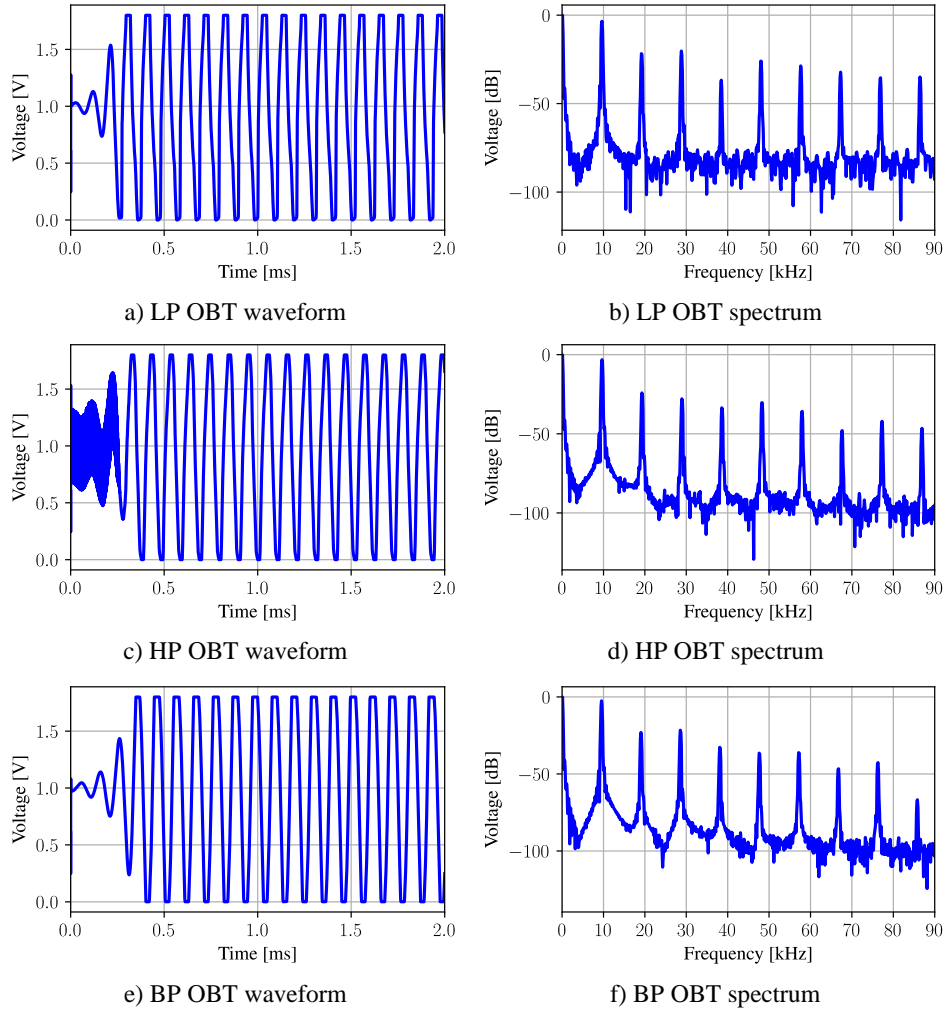 1.5
1.0
0.5
0.0
Voltage [V]
0.0 0.5 1.0 1.5 2.0
Time [ms]
a) LP OBT waveform
0
−50
−100
Voltage [dB]
0 10 20 30 40 50 60 70 80 90
Frequency [kHz]
b) LP OBT spectrum
1.5
1.0
0.5
0.0
Voltage [V]
0.0 0.5 1.0 1.5 2.0
Time [ms]
c) HP OBT waveform
0
−50
−100
Voltage [dB]
0 10 20 30 40 50 60 70 80 90
Frequency [kHz]
d) HP OBT spectrum
1.5
1.0
0.5
0.0
Voltage [V]
0.0 0.5 1.0 1.5 2.0
Time [ms]
e) BP OBT waveform
0
−50
−100
Voltage [dB]
0 10 20 30 40 50 60 70 80 90
Frequency [kHz]
f) BP OBT spectrum